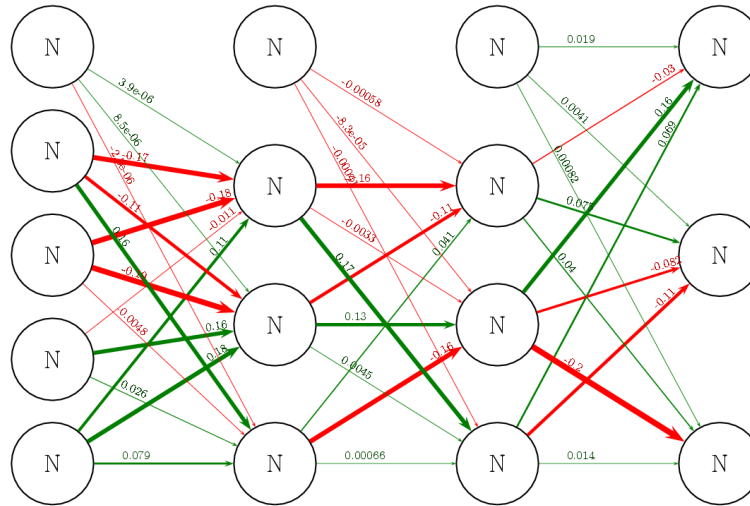 N N N N
0.019
-0.03
3.9e-06
-0.00058
-8.3e-05
0.16
0.0041
8.5e-06
0.069
0.00082
N
-0.17
-0.18
N
-0.16
N
-0.11
-0.011
-0.11
0.077
0.16
0.11
0.041
N
-0.0033
0.17
0.04
N
-0.082
-0.11
-0.0048
0.16
N
0.13
N
0.18
-0.16
N
0.026
0.0045
-0.2
N
0.079
N
0.00066
N
0.014
N